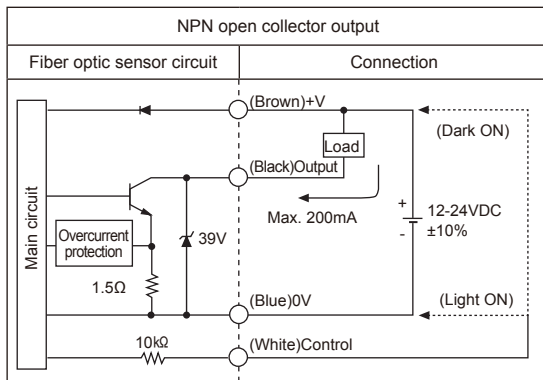 NPN open collector output
Fiber optic sensor circuit
Connection
(Brown)+V
(Dark ON)
Load
(Black)Output
Max. 200mA
+
-
12-24VDC
±10%
Main circuit
Overcurrent
protection
39V
1.5Ω
(Blue)0V
(Light ON)
10kΩ
(White)Control